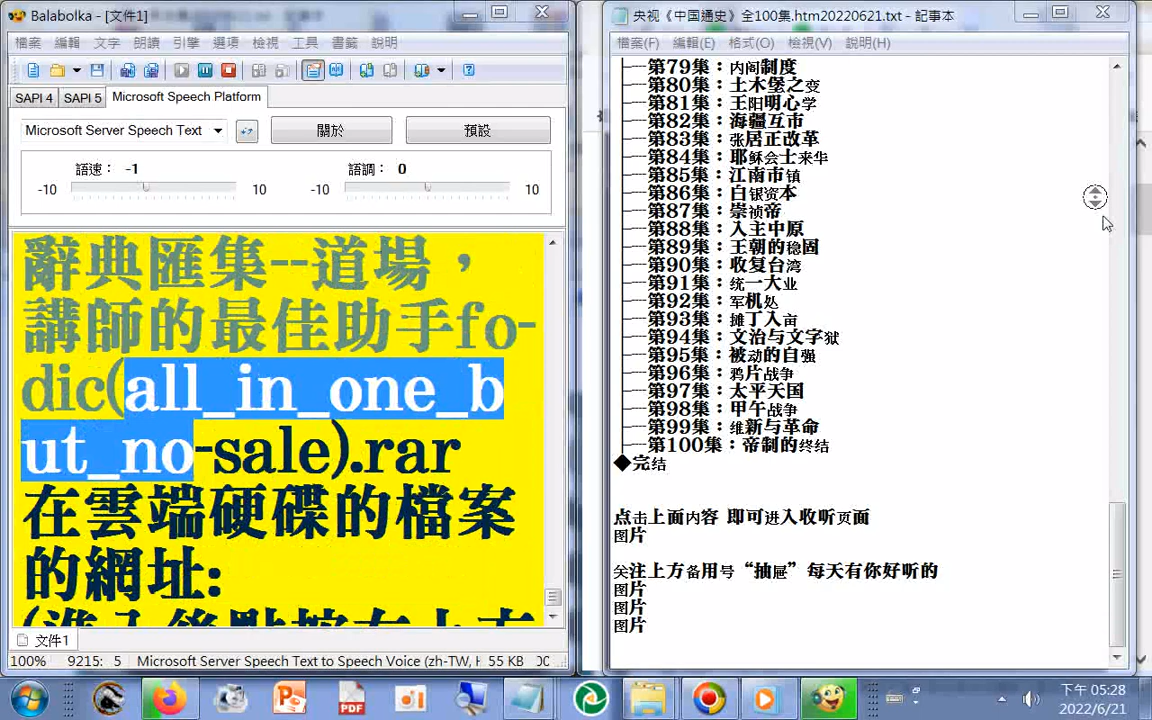 Balabolka - [文件1]
檔案 編輯 文字 朗讀 引擎 選項 檢視 工具 書籤 說明
SAPI 4 SAPI 5 Microsoft Speech Platform
Microsoft Server Speech Text 關於 預設
語速： -1 語調： 0
-10 10 -10 10
辭典匯集--道場，
講師的最佳助手fo-
dic(all_in_one_b
ut_no-sale).rar
在雲端硬碟的檔案
的網址:
文件1
100% 9215: 5 Microsoft Server Speech Text to Speech Voice (zh-TW, H 55 KB
央视《中国通史》全100集.htm20220621.txt - 記事本
檔案(F) 編輯(E) 格式(O) 檢視(V) 說明(H)
├─第79集：内阁制度
├─第80集：土木堡之变
├─第81集：王阳明心学
├─第82集：海疆互市
├─第83集：张居正改革
├─第84集：耶稣会士来华
├─第85集：江南市镇
├─第86集：白银资本
├─第87集：崇祯帝
├─第88集：入主中原
├─第89集：王朝的稳固
├─第90集：收复台湾
├─第91集：统一大业
├─第92集：军机处
├─第93集：摊丁入亩
├─第94集：文治与文字狱
├─第95集：被动的自强
├─第96集：鸦片战争
├─第97集：太平天国
├─第98集：甲午战争
├─第99集：维新与革命
├─第100集：帝制的终结
◆完结
点击上面内容 即可进入收听页面
图片
关注上方备用号“抽屉”每天有你好听的
图片
图片
图片
下午 05:28
2022/6/21